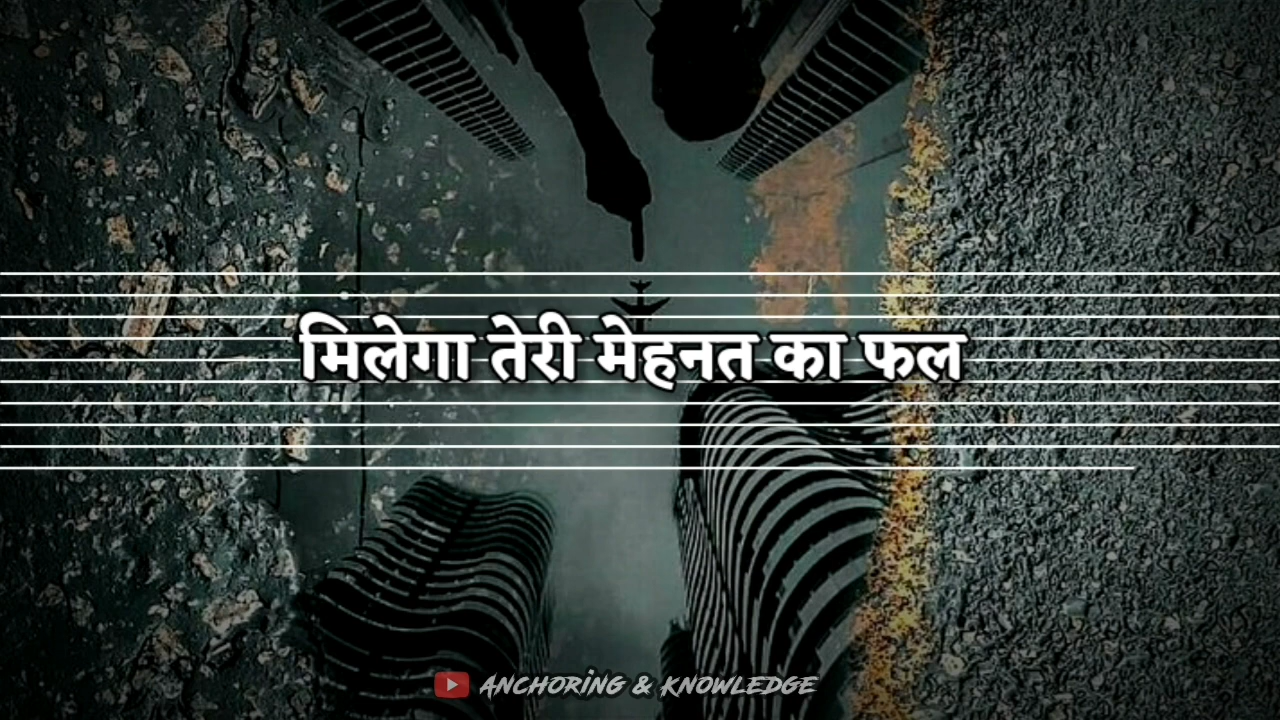 मिलेगा तेरी मेहनत का फल
ANCHORING & KNOWLEDGE